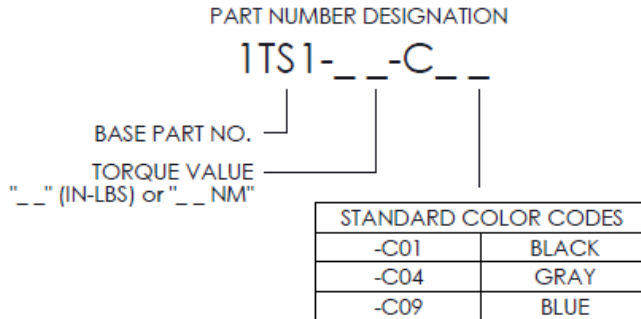 PART NUMBER DESIGNATION
1TS1-_ _-C_ _
BASE PART NO.
TORQUE VALUE
"_ _" (IN-LBS) or "_ _ NM"
STANDARD COLOR CODES
-C01 BLACK
-C04 GRAY
-C09 BLUE